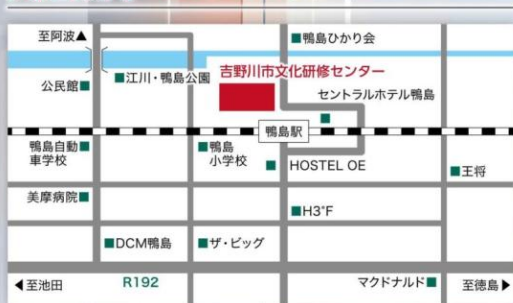 至阿波▲
■鴨島ひかり会
公民館■
■江川・鴨島公園
吉野川市文化研修センター
セントラルホテル鴨島
鴨島駅
鴨島自動
車学校
■鴨島
小学校
HOSTEL OE
■王将
美摩病院■
■H3°F
■DCM鴨島
■ザ・ビッグ
◀至池田
R192
マクドナルド■
至徳島▶